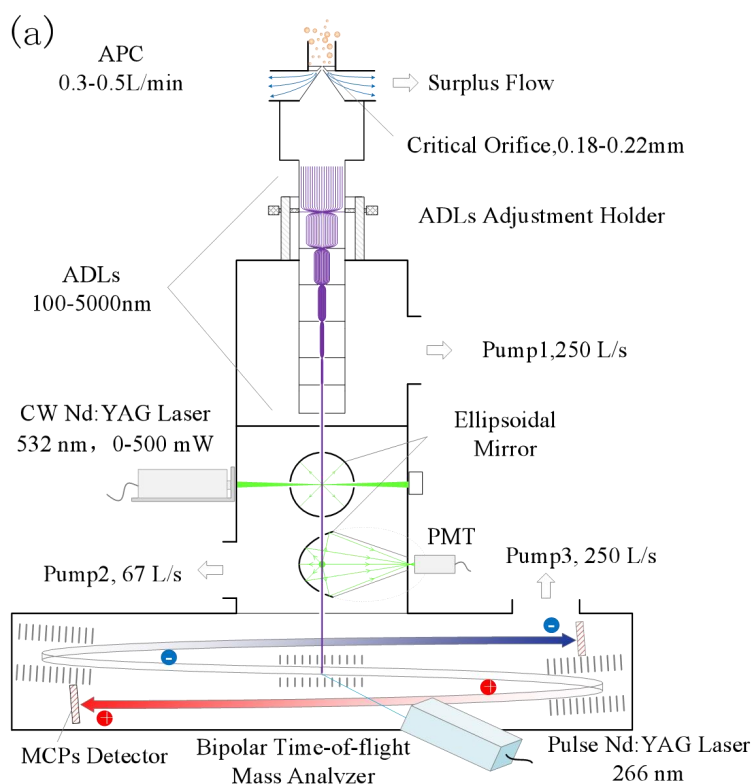 (a)
APC
0.3-0.5L/min
Surplus Flow
Critical Orifice,0.18-0.22mm
ADLs Adjustment Holder
ADLs
100-5000nm
Pump1,250 L/s
CW Nd:YAG Laser
532 nm，0-500 mW
Ellipsoidal
Mirror
PMT
Pump2, 67 L/s
Pump3, 250 L/s
-
-
+
+
MCPs Detector
Bipolar Time-of-flight
Mass Analyzer
Pulse Nd:YAG Laser
266 nm